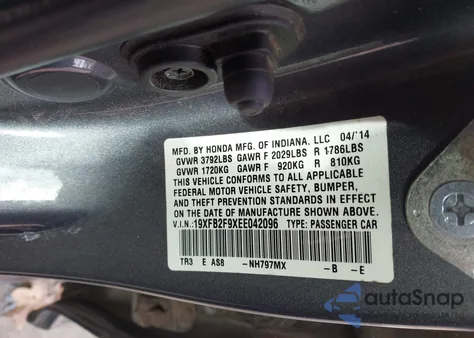 MFD. BY HONDA MFG. OF INDIANA, LLC 04/'14
GVWR 3792LBS GAWR F 2029LBS R 1786LBS
GVWR 1720KG GAWR F 920KG R 810KG
THIS VEHICLE CONFORMS TO ALL APPLICABLE
FEDERAL MOTOR VEHICLE SAFETY, BUMPER,
AND THEFT PREVENTION STANDARDS IN EFFECT
ON THE DATE OF MANUFACTURE SHOWN ABOVE.
V.I.N.:19XFB2F9XEE042096 TYPE: PASSENGER CAR
TR3 E AS8 -NH797MX -B -E
autoSnap